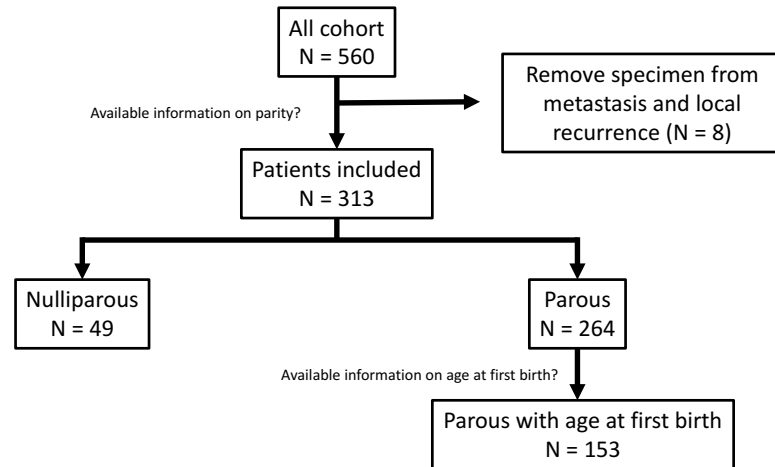 All cohort
N = 560
Available information on parity?
Remove specimen from
metastasis and local
recurrence (N = 8)
Patients included
N = 313
Nulliparous
N = 49
Parous
N = 264
Available information on age at first birth?
Parous with age at first birth
N = 153